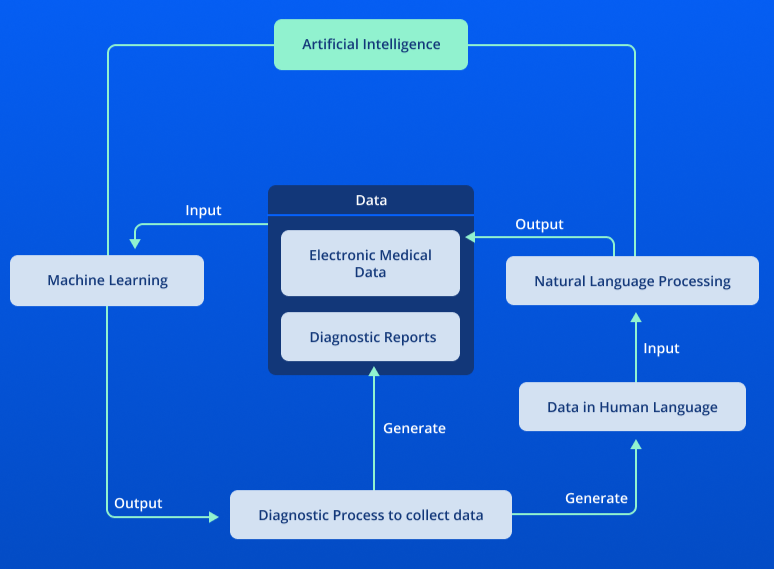 Artificial Intelligence
Data
Input
Output
Electronic Medical
Data
Machine Learning
Natural Language Processing
Diagnostic Reports
Input
Data in Human Language
Generate
Output
Generate
Diagnostic Process to collect data